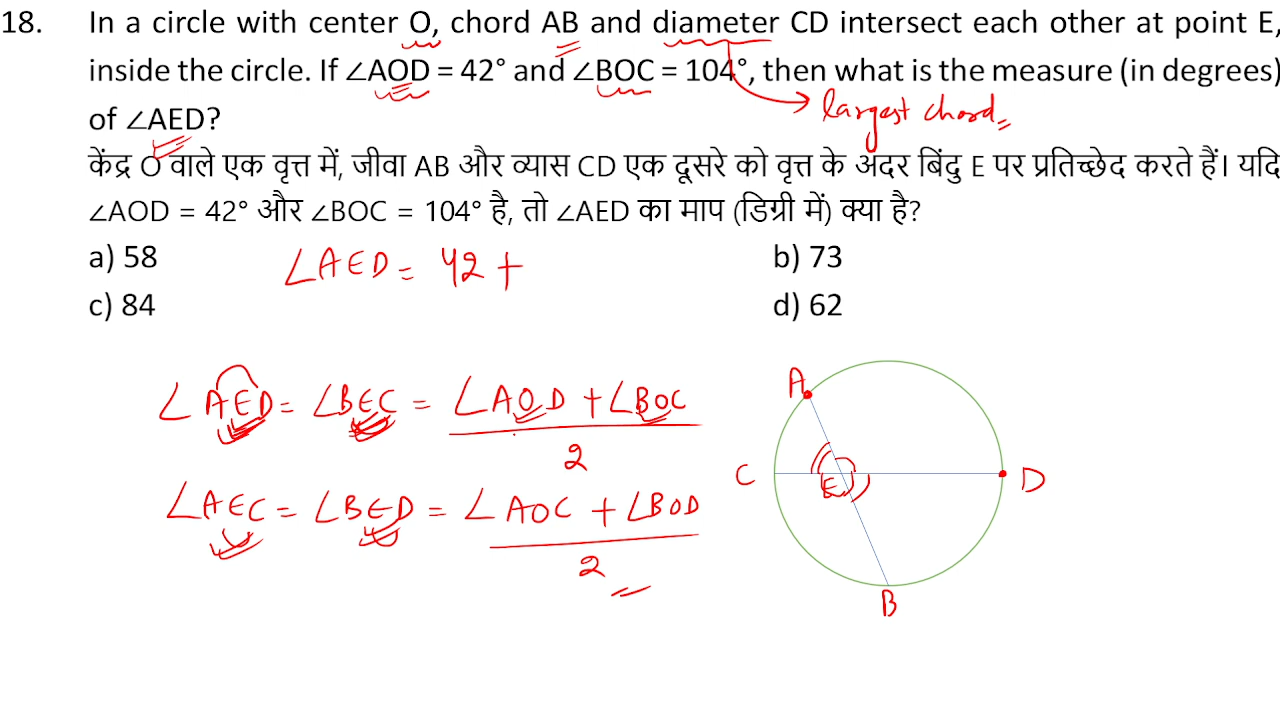 18. In a circle with center O, chord AB and diameter CD intersect each other at point E,
inside the circle. If ∠AOD = 42° and ∠BOC = 104°, then what is the measure (in degrees)
largest chord
of ∠AED?
केंद्र O वाले एक वृत्त में, जीवा AB और व्यास CD एक दूसरे को वृत्त के अंदर बिंदु E पर प्रतिच्छेद करते हैं। यदि
∠AOD = 42° और ∠BOC = 104° है, तो ∠AED का माप (डिग्री में) क्या है?
a) 58 b) 73
∠AED = 42 +
c) 84 d) 62
∠AED = ∠BEC = ∠AOD + ∠BOC
2
∠AEC = ∠BED = ∠AOC + ∠BOD
2
A
C
E
D
B